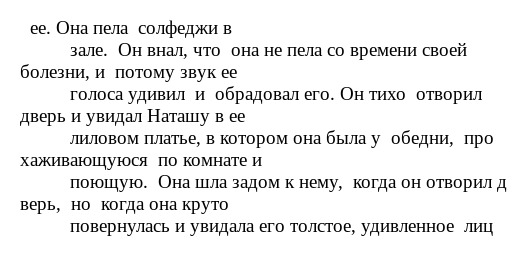 ее. Она пела солфеджи в
зале. Он внал, что она не пела со времени своей
болезни, и потому звук ее
голоса удивил и обрадовал его. Он тихо отворил
дверь и увидал Наташу в ее
лиловом платье, в котором она была у обедни, про
хаживающуюся по комнате и
поющую. Она шла задом к нему, когда он отворил д
верь, но когда она круто
повернулась и увидала его толстое, удивленное лиц